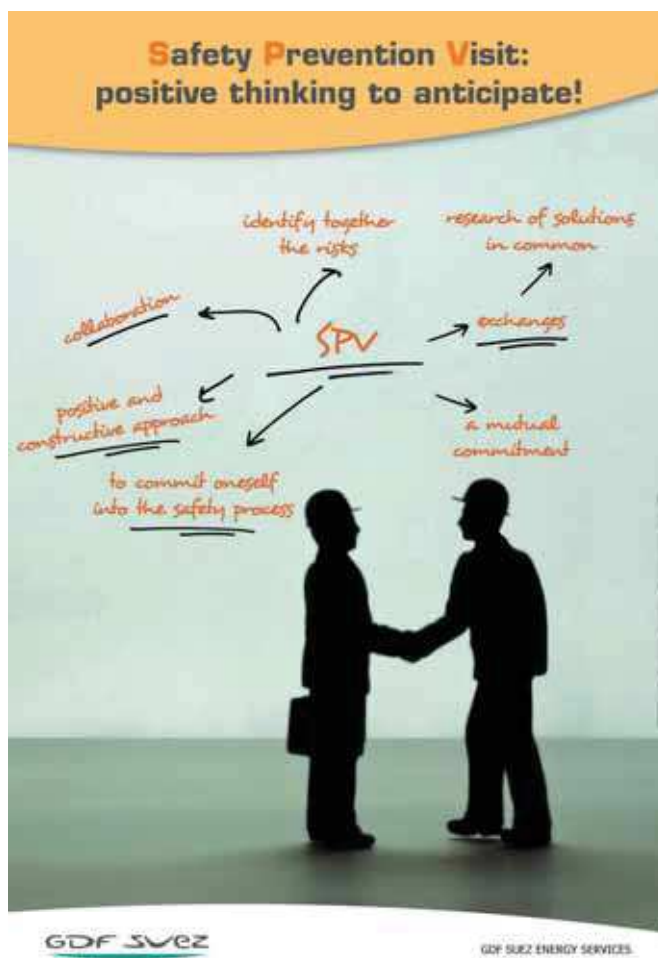 Safety Prevention Visit:
positive thinking to anticipate!
identify together
the risks
research of solutions
in common
collaboration
SPV
exchanges
positive and
constructive approach
a mutual
commitment
to commit oneself
into the safety process
GDF SUEZ
GDF SUEZ ENERGY SERVICES